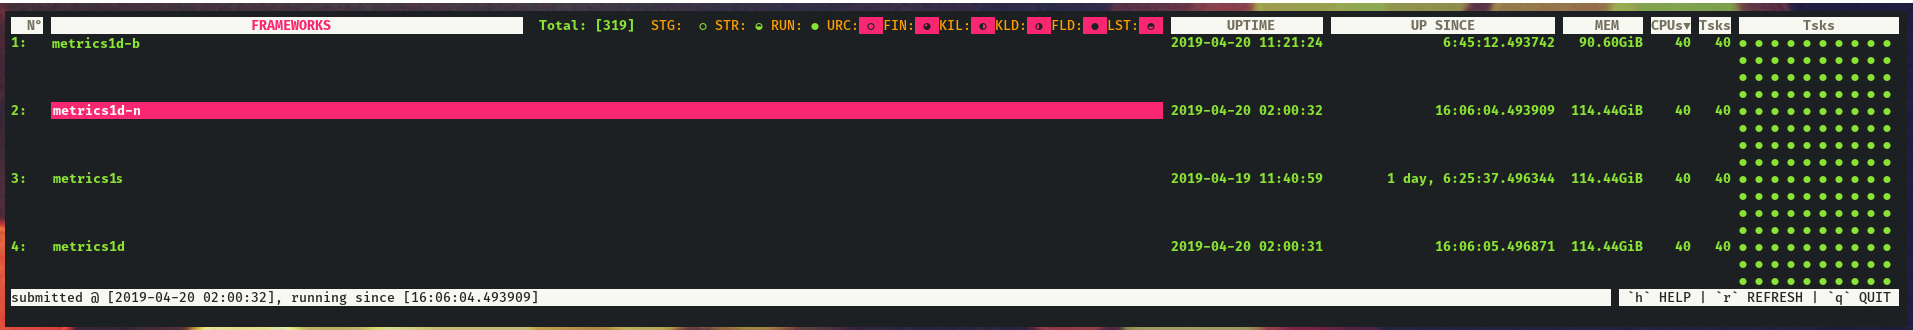 N° FRAMEWORKS Total: [319] STG: ○ STR: ◒ RUN: ● URC: ○ FIN: ◕ KIL: ◐ KLD: ◑ FLD: ● LST: ◓ UPTIME UP SINCE MEM CPUs▼ Tsks Tsks
1: metrics1d-b 2019-04-20 11:21:24 6:45:12.493742 90.60GiB 40 40
2: metrics1d-n 2019-04-20 02:00:32 16:06:04.493909 114.44GiB 40 40
3: metrics1s 2019-04-19 11:40:59 1 day, 6:25:37.496344 114.44GiB 40 40
4: metrics1d 2019-04-20 02:00:31 16:06:05.496871 114.44GiB 40 40
submitted @ [2019-04-20 02:00:32], running since [16:06:04.493909] `h` HELP | `r` REFRESH | `q` QUIT